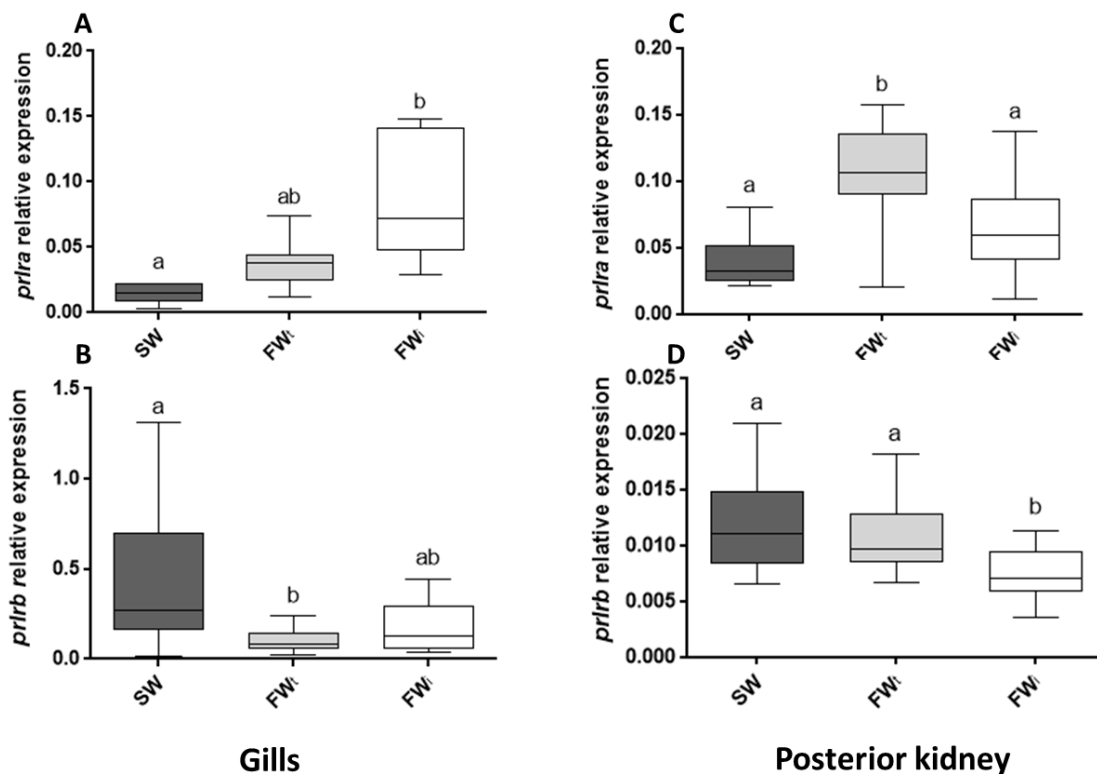 A
prlra relative expression
0.20
0.15
0.10
0.05
0.00
a
ab
b
SW
FWt
FWi
B
prlrb relative expression
1.5
1.0
0.5
0.0
a
b
ab
SW
FWt
FWi
Gills
C
prlra relative expression
0.20
0.15
0.10
0.05
0.00
a
b
a
SW
FWt
FWi
D
prlrb relative expression
0.025
0.020
0.015
0.010
0.005
0.000
a
a
b
SW
FWt
FWi
Posterior kidney